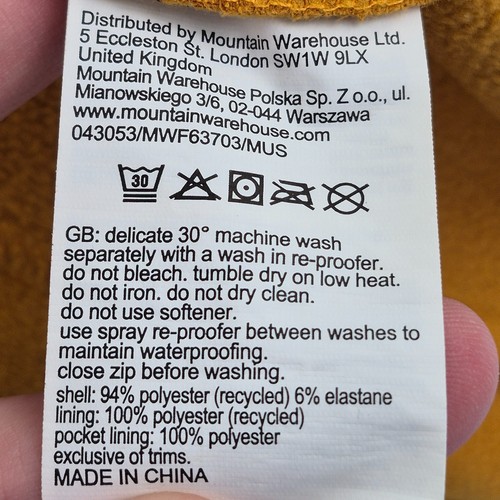 Distributed by Mountain Warehouse Ltd.
5 Eccleston St. London SW1W 9LX
United Kingdom
Mountain Warehouse Polska Sp. Z o.o., ul.
Mianowskiego 3/6, 02-044 Warszawa
www.mountainwarehouse.com
043053/MWF63703/MUS
30
GB: delicate 30° machine wash
separately with a wash in re-proofer.
do not bleach. tumble dry on low heat.
do not iron. do not dry clean.
do not use softener.
use spray re-proofer between washes to
maintain waterproofing.
close zip before washing.
shell: 94% polyester (recycled) 6% elastane
lining: 100% polyester (recycled)
pocket lining: 100% polyester
exclusive of trims.
MADE IN CHINA